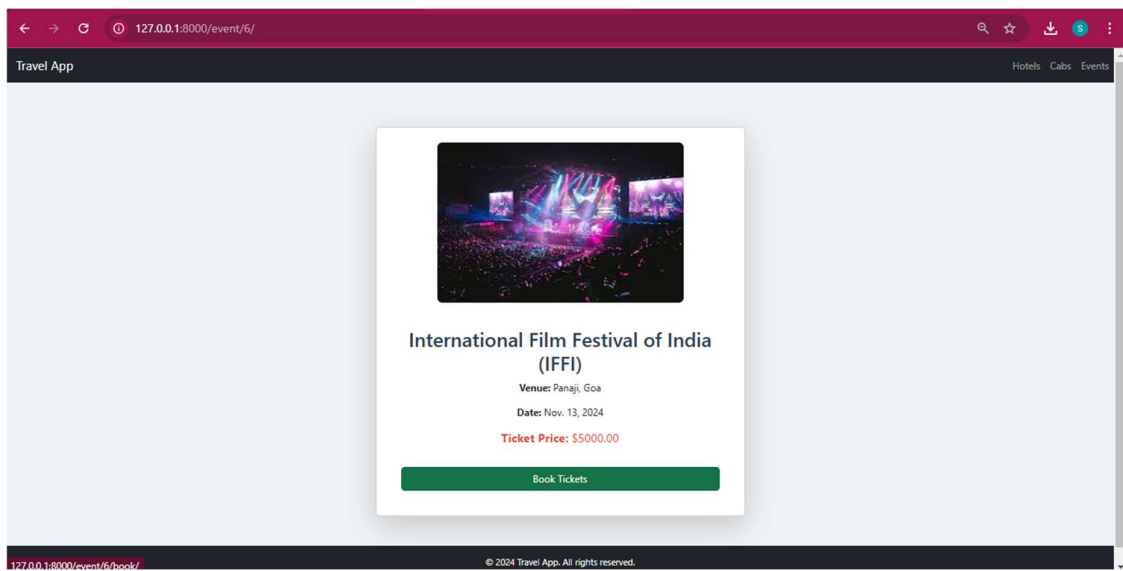 127.0.0.1:8000/event/6/
S
Travel App
Hotels Cabs Events
International Film Festival of India
(IFFI)
Venue: Panaji, Goa
Date: Nov. 13, 2024
Ticket Price: $5000.00
Book Tickets
© 2024 Travel App. All rights reserved.
127.0.0.1:8000/event/6/book/